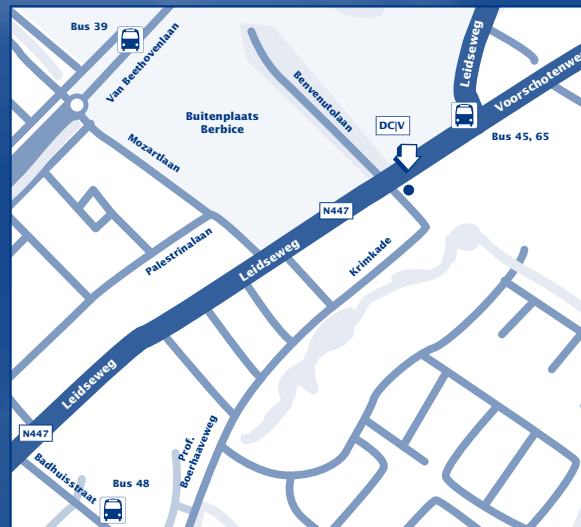 Bus 39
Van Beethovenlaan
Leidseweg
Voorschotenwe
Benvenutolaan
Buitenplaats
Berbice
DC|V
Bus 45, 65
Mozartlaan
N447
Palestrinalaan
Leidseweg
Krimkade
Leidseweg
N447
Prof.
Boerhaaveweg
Badhuisstraat
Bus 48